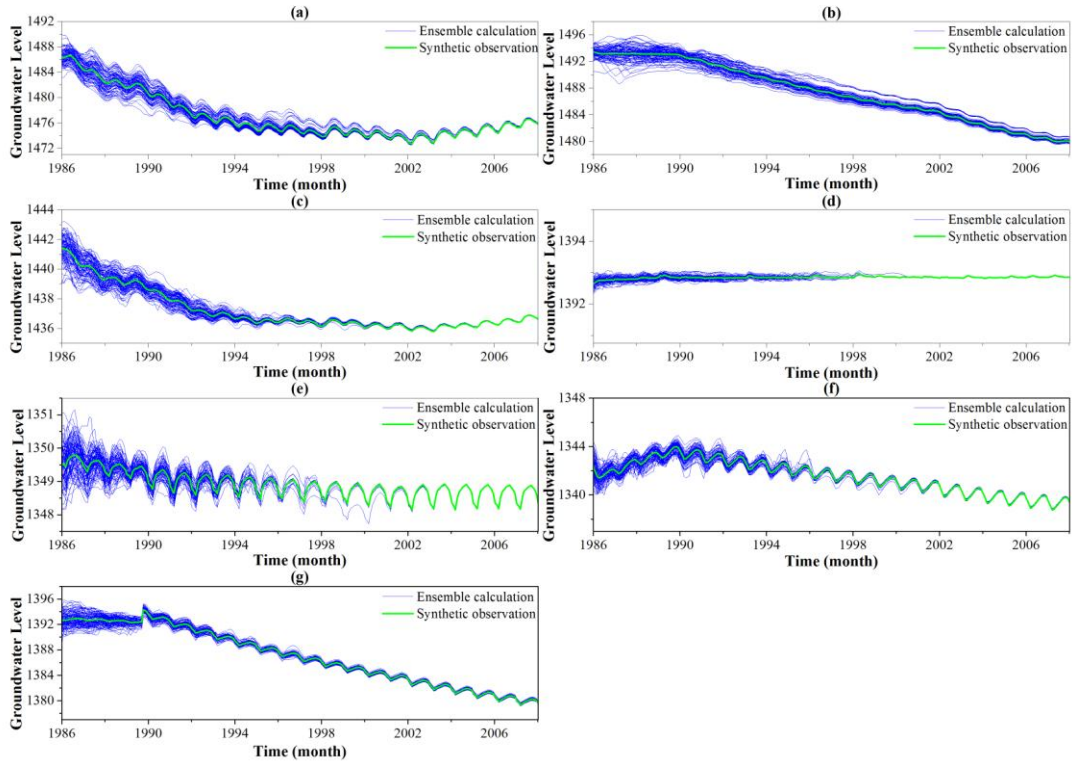 (a)
Groundwater Level
1492
1488
1484
1480
1476
1472
Ensemble calculation
Synthetic observation
1986 1990 1994 1998 2002 2006
Time (month)
(b)
Groundwater Level
1496
1492
1488
1484
1480
Ensemble calculation
Synthetic observation
1986 1990 1994 1998 2002 2006
Time (month)
(c)
Groundwater Level
1444
1442
1440
1438
1436
Ensemble calculation
Synthetic observation
1986 1990 1994 1998 2002 2006
Time (month)
(d)
Groundwater Level
1394
1392
Ensemble calculation
Synthetic observation
1986 1990 1994 1998 2002 2006
Time (month)
(e)
Groundwater Level
1351
1350
1349
1348
Ensemble calculation
Synthetic observation
1986 1990 1994 1998 2002 2006
Time (month)
(f)
Groundwater Level
1348
1344
1340
Ensemble calculation
Synthetic observation
1986 1990 1994 1998 2002 2006
Time (month)
(g)
Groundwater Level
1396
1392
1388
1384
1380
Ensemble calculation
Synthetic observation
1986 1990 1994 1998 2002 2006
Time (month)